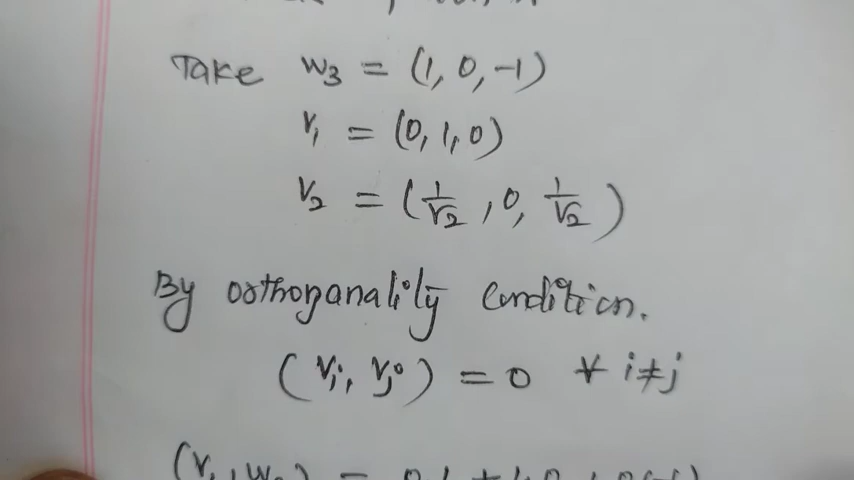 Take w₃ = (1, 0, -1)
v₁ = (0, 1, 0)
v₂ = (1/√2, 0, 1/√2)
By orthoganalily condition.
(vᵢ, vⱼ) = 0 ∀ i≠j